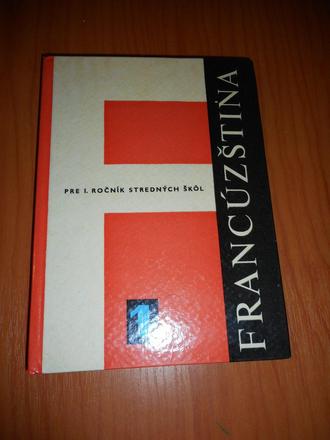 PRE I. ROČNÍK STREDNÝCH ŠKÔL
FRANCÚZŠTINA
1